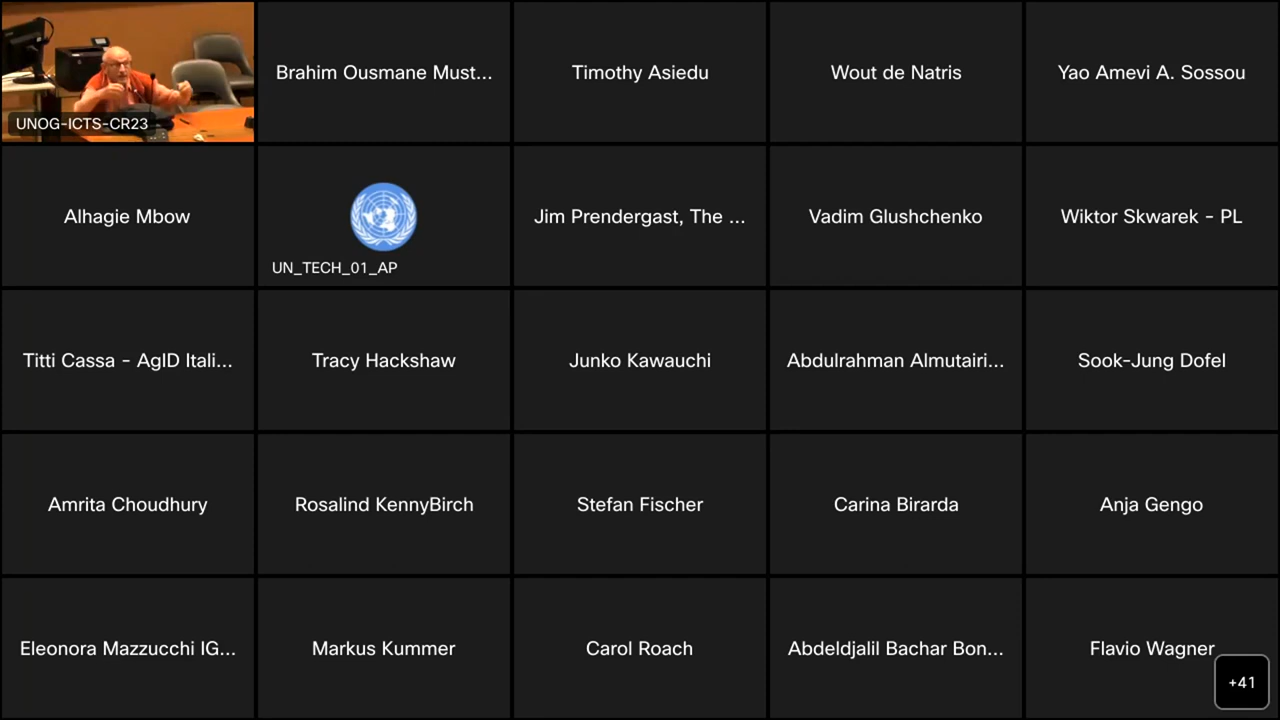 UNOG-ICTS-CR23
Brahim Ousmane Must...
Timothy Asiedu
Wout de Natris
Yao Amevi A. Sossou
Alhagie Mbow
UN_TECH_01_AP
Jim Prendergast, The ...
Vadim Glushchenko
Wiktor Skwarek - PL
Titti Cassa - AgID Itali...
Tracy Hackshaw
Junko Kawauchi
Abdulrahman Almutairi...
Sook-Jung Dofel
Amrita Choudhury
Rosalind KennyBirch
Stefan Fischer
Carina Birarda
Anja Gengo
Eleonora Mazzucchi IG...
Markus Kummer
Carol Roach
Abdeldjalil Bachar Bon...
Flavio Wagner
+41